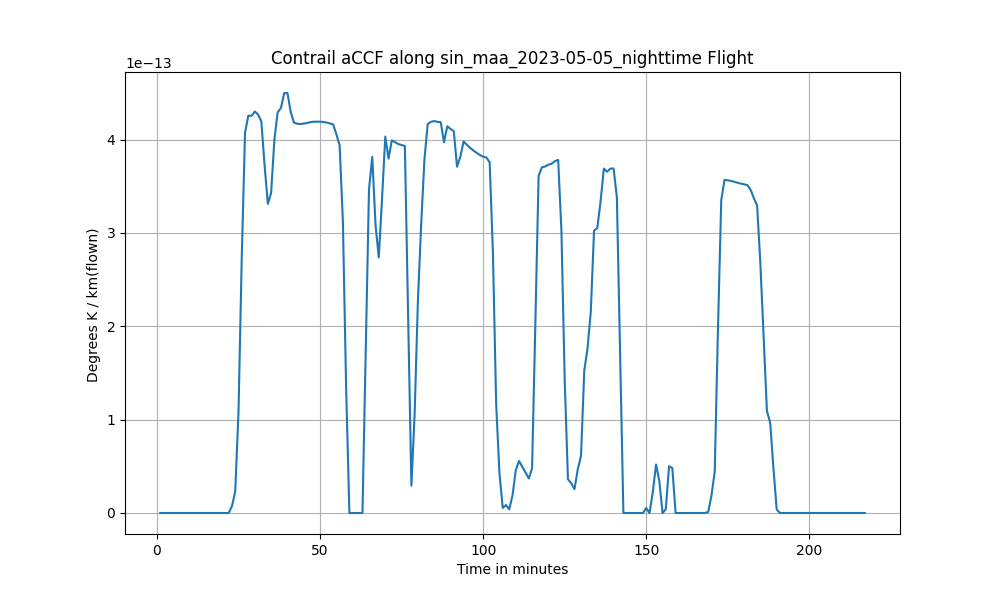 Contrail aCCF along sin_maa_2023-05-05_nighttime Flight
1e−13
4
3
2
1
0
Degrees K / km(flown)
0 50 100 150 200
Time in minutes